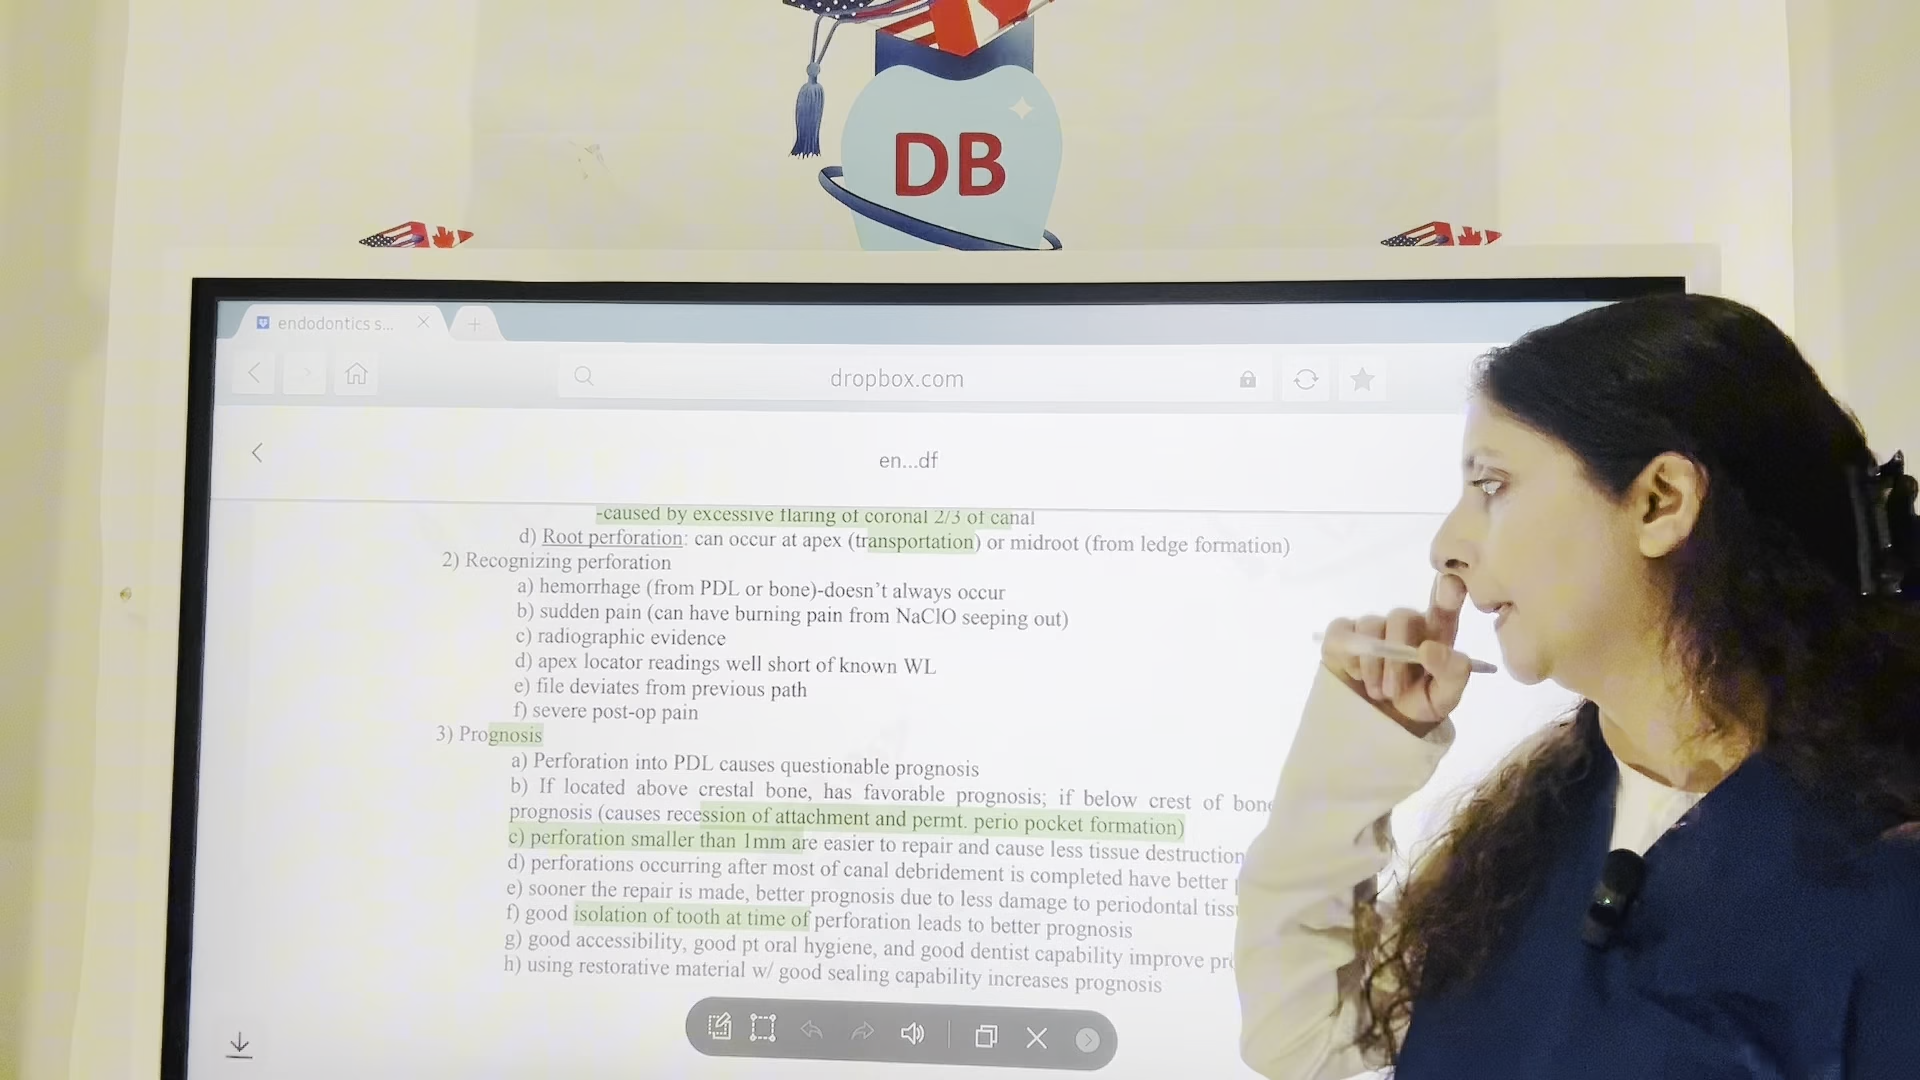 DB
endodontics s...
dropbox.com
en...df
-caused by excessive flaring of coronal 2/3 of canal
d) Root perforation: can occur at apex (transportation) or midroot (from ledge formation)
2) Recognizing perforation
a) hemorrhage (from PDL or bone)-doesn't always occur
b) sudden pain (can have burning pain from NaClO seeping out)
c) radiographic evidence
d) apex locator readings well short of known WL
e) file deviates from previous path
f) severe post-op pain
3) Prognosis
a) Perforation into PDL causes questionable prognosis
b) If located above crestal bone, has favorable prognosis; if below crest of bone
prognosis (causes recession of attachment and permt. perio pocket formation)
c) perforation smaller than 1mm are easier to repair and cause less tissue destruction
d) perforations occurring after most of canal debridement is completed have better
e) sooner the repair is made, better prognosis due to less damage to periodontal
f) good isolation of tooth at time of perforation leads to better prognosis
g) good accessibility, good pt oral hygiene, and good dentist capability improve
h) using restorative material w/ good sealing capability increases prognosis